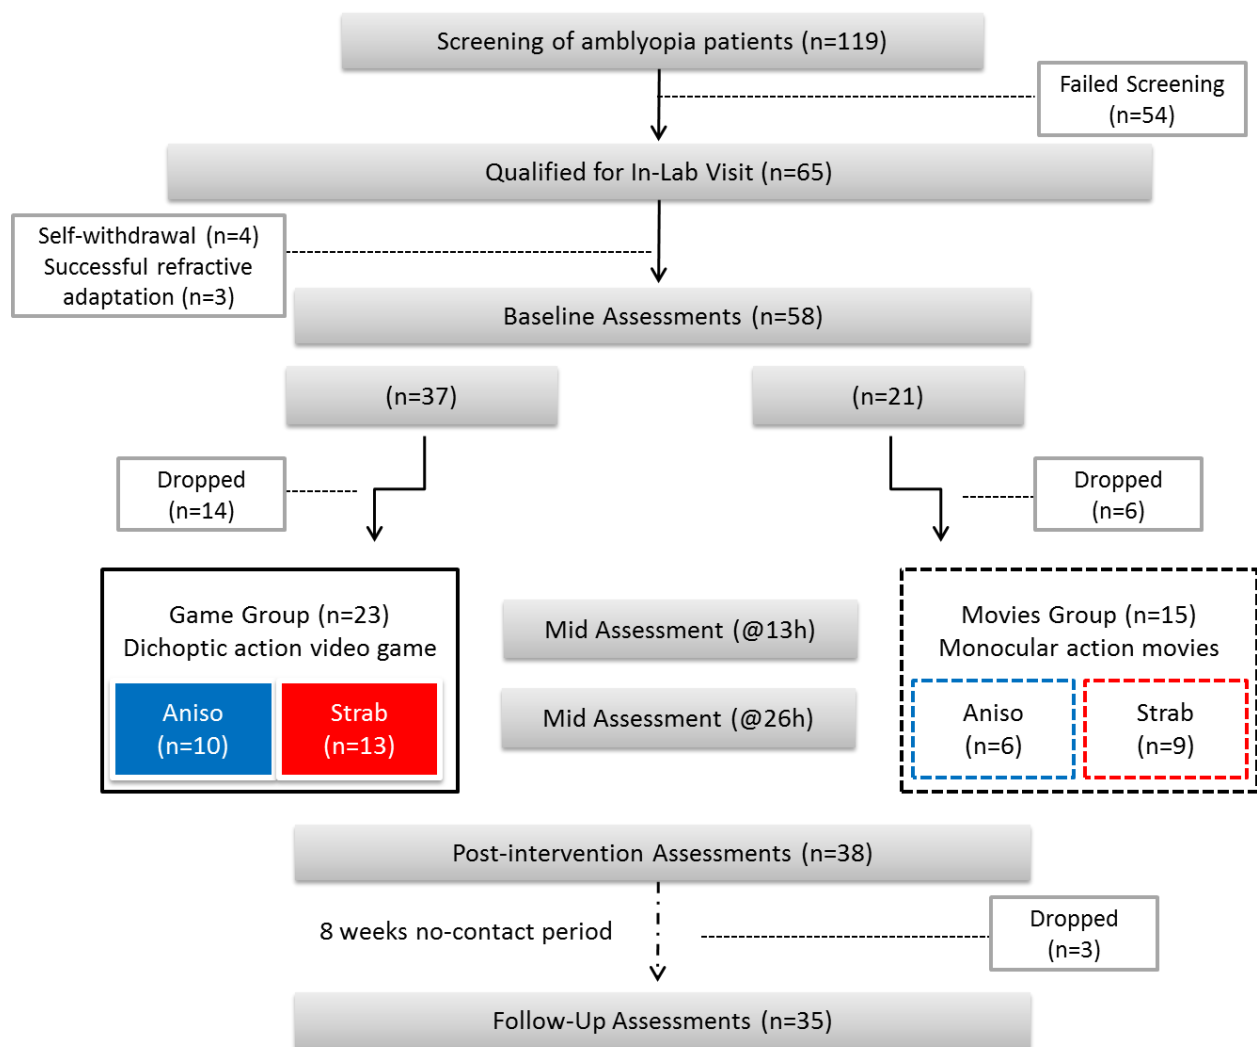 Screening of amblyopia patients (n=119)
Failed Screening
(n=54)
Qualified for In-Lab Visit (n=65)
Self-withdrawal (n=4)
Successful refractive
adaptation (n=3)
Baseline Assessments (n=58)
(n=37)
(n=21)
Dropped
(n=14)
Dropped
(n=6)
Game Group (n=23)
Dichoptic action video game
Aniso
(n=10)
Strab
(n=13)
Mid Assessment (@13h)
Mid Assessment (@26h)
Movies Group (n=15)
Monocular action movies
Aniso
(n=6)
Strab
(n=9)
Post-intervention Assessments (n=38)
8 weeks no-contact period
Dropped
(n=3)
Follow-Up Assessments (n=35)